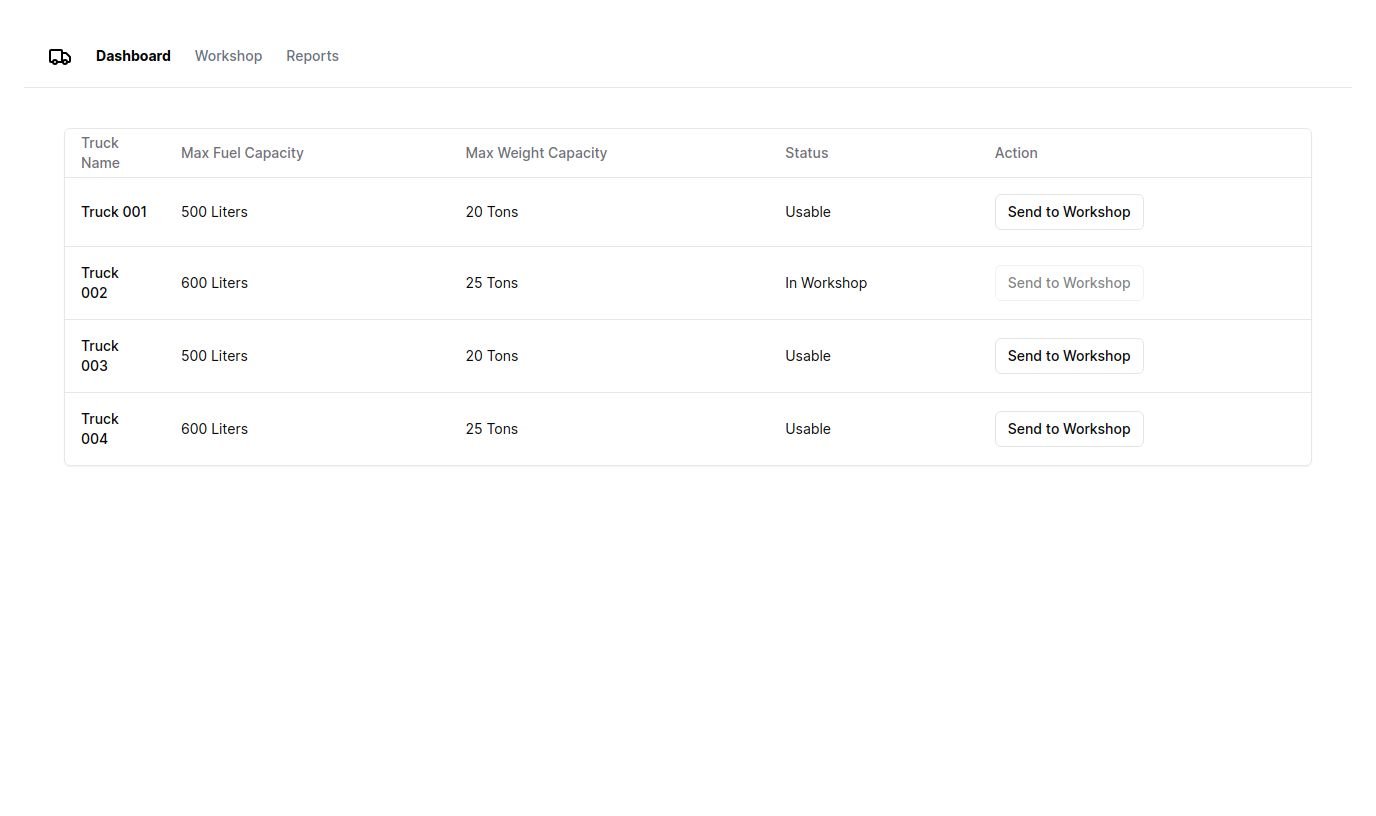 Dashboard Workshop Reports
Truck
Name
Max Fuel Capacity Max Weight Capacity Status Action
Truck 001 500 Liters 20 Tons Usable Send to Workshop
Truck
002
600 Liters 25 Tons In Workshop Send to Workshop
Truck
003
500 Liters 20 Tons Usable Send to Workshop
Truck
004
600 Liters 25 Tons Usable Send to Workshop